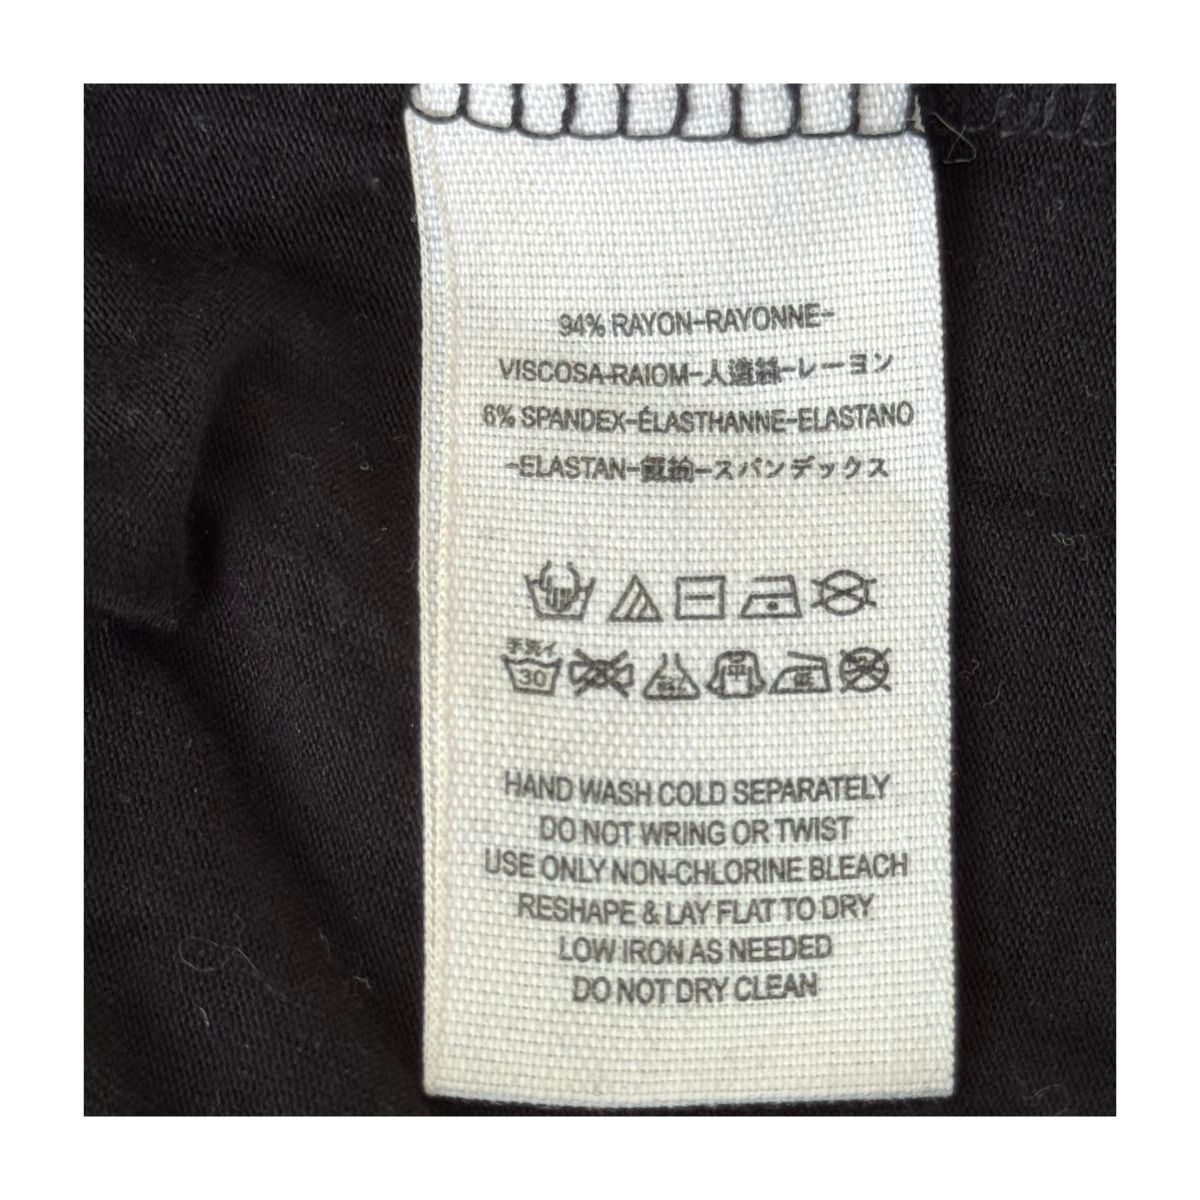 94% RAYON-RAYONNE-
VISCOSA-RAIOM-人造絲-レーヨン
6% SPANDEX-ÉLASTHANNE-ELASTANO
-ELASTAN-スパンデックス
手洗イ
30
平
HAND WASH COLD SEPARATELY
DO NOT WRING OR TWIST
USE ONLY NON-CHLORINE BLEACH
RESHAPE & LAY FLAT TO DRY
LOW IRON AS NEEDED
DO NOT DRY CLEAN